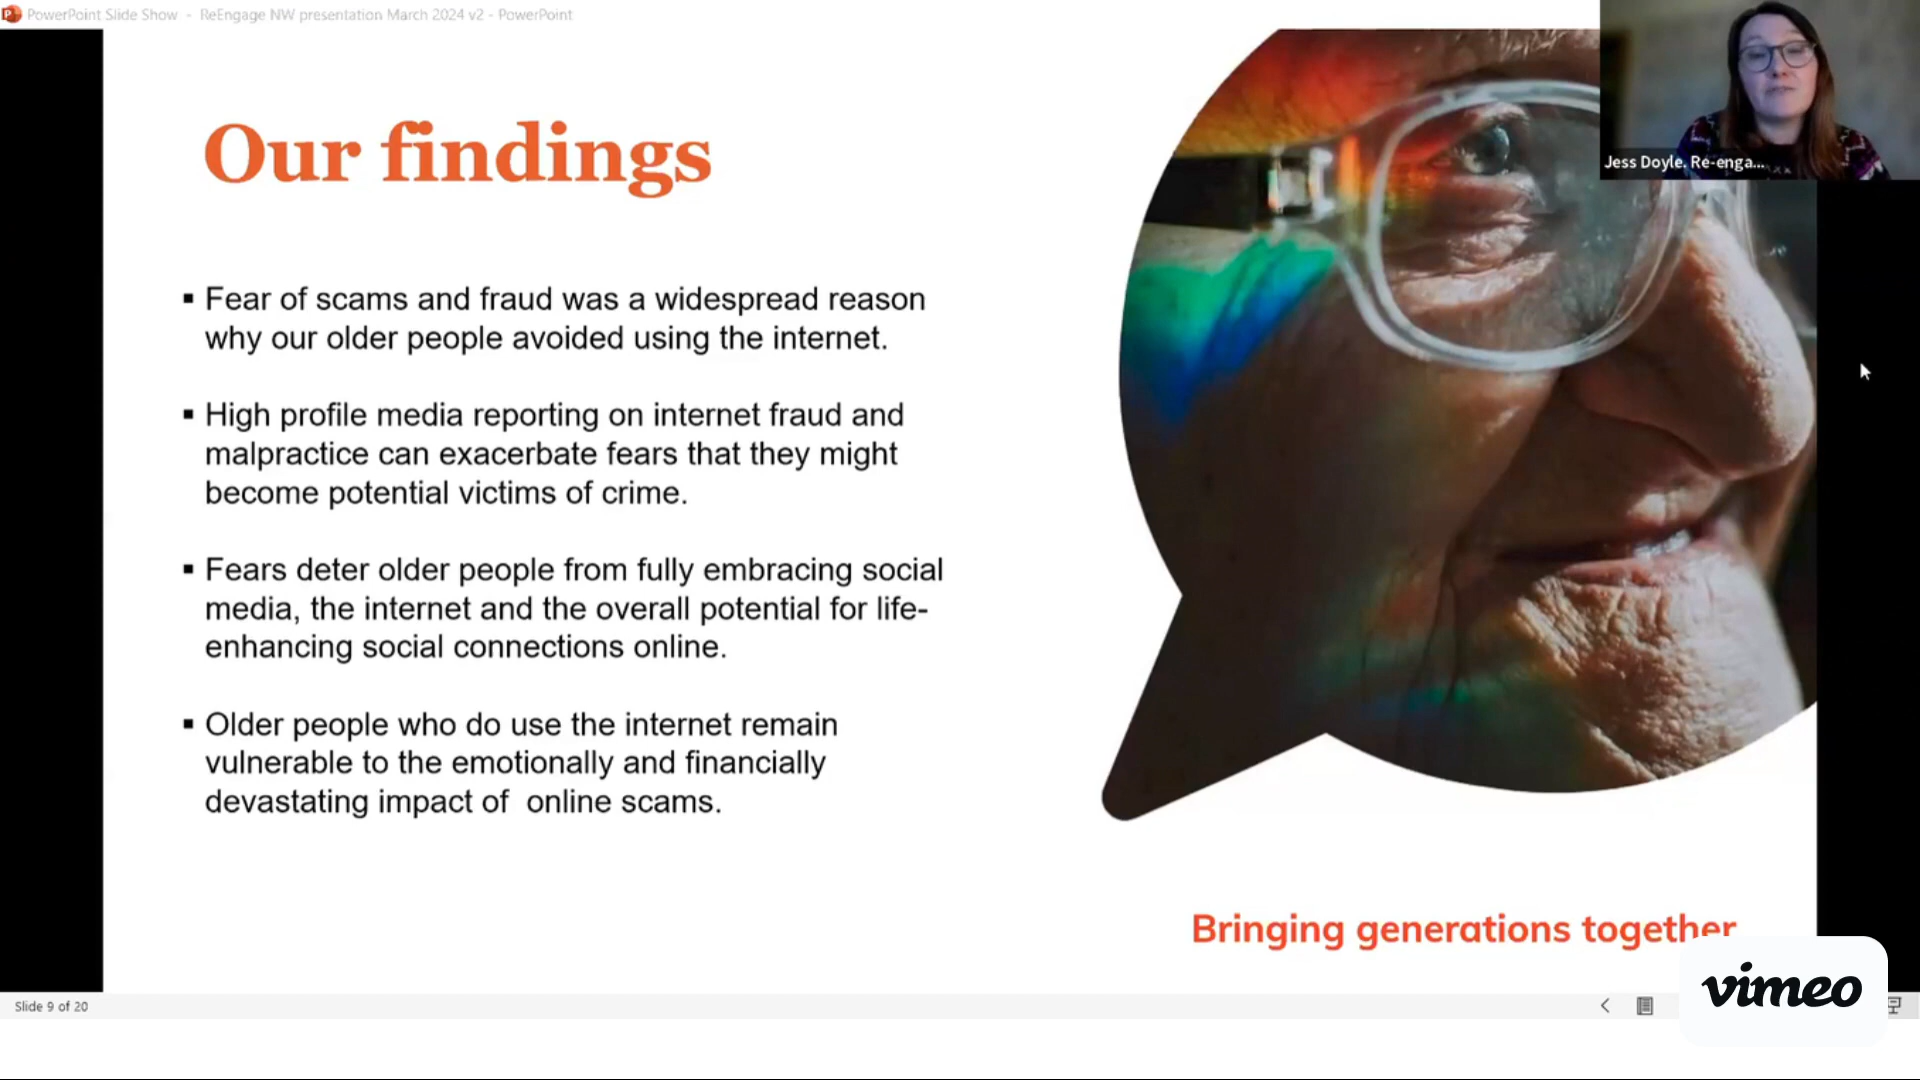 PowerPoint Slide Show - ReEngage NW presentation March 2024 v2 - PowerPoint
Jess Doyle. Re-enga...
Our findings
▪ Fear of scams and fraud was a widespread reason
why our older people avoided using the internet.
▪ High profile media reporting on internet fraud and
malpractice can exacerbate fears that they might
become potential victims of crime.
▪ Fears deter older people from fully embracing social
media, the internet and the overall potential for life-
enhancing social connections online.
▪ Older people who do use the internet remain
vulnerable to the emotionally and financially
devastating impact of  online scams.
Bringing generations together
vimeo
Slide 9 of 20